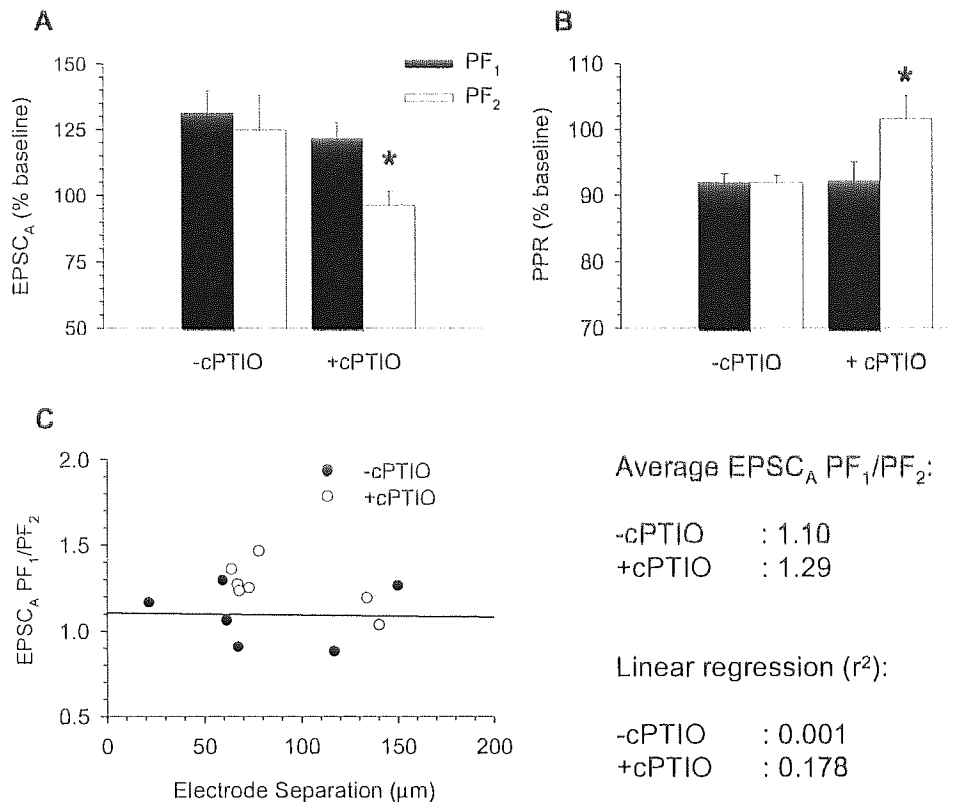 A
EPSC_A (% baseline)
150
125
100
75
50
PF₁
PF₂
*
-cPTIO
+cPTIO
B
PPR (% baseline)
110
100
90
80
70
*
-cPTIO
+ cPTIO
C
EPSC_A PF₁/PF₂
2.0
1.5
1.0
0.5
-cPTIO
+cPTIO
0
50
100
150
200
Electrode Separation (μm)
Average EPSC_A PF₁/PF₂:
-cPTIO : 1.10
+cPTIO : 1.29
Linear regression (r²):
-cPTIO : 0.001
+cPTIO : 0.178